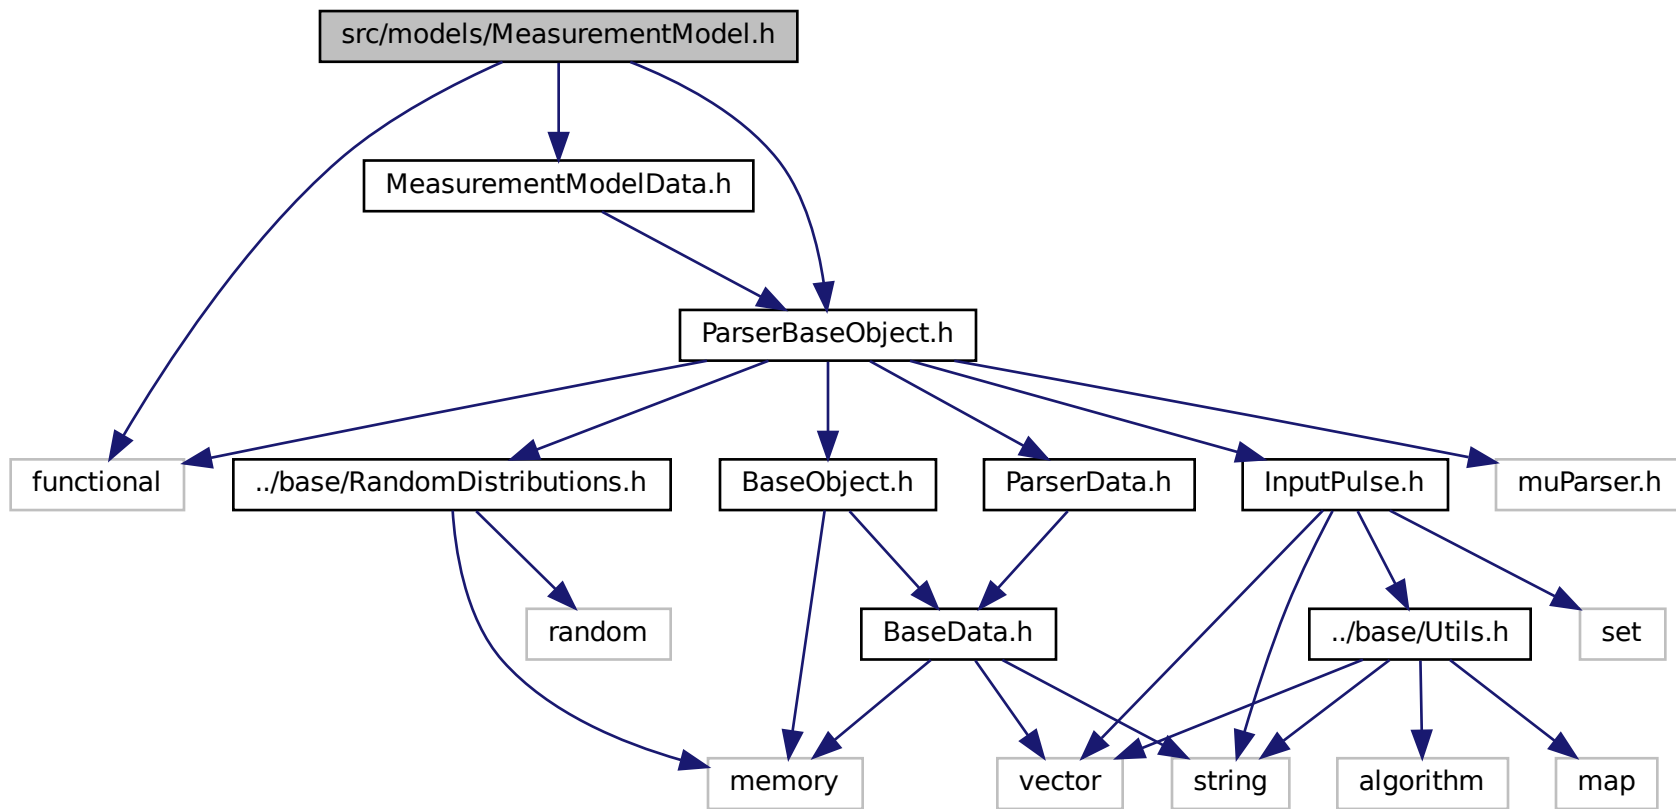 src/models/MeasurementModel.h
MeasurementModelData.h
ParserBaseObject.h
functional
../base/RandomDistributions.h
BaseObject.h
ParserData.h
InputPulse.h
muParser.h
random
BaseData.h
../base/Utils.h
set
memory
vector
string
algorithm
map